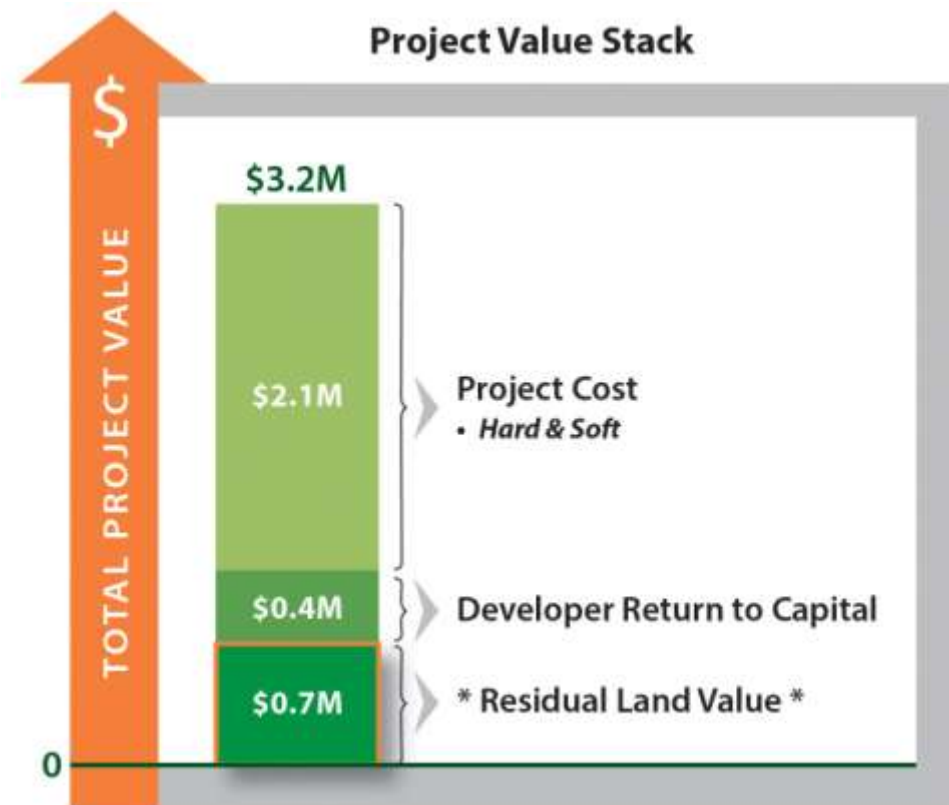 Project Value Stack
$
TOTAL PROJECT VALUE
$3.2M
$2.1M
Project Cost
• Hard & Soft
$0.4M
Developer Return to Capital
$0.7M
* Residual Land Value *
0